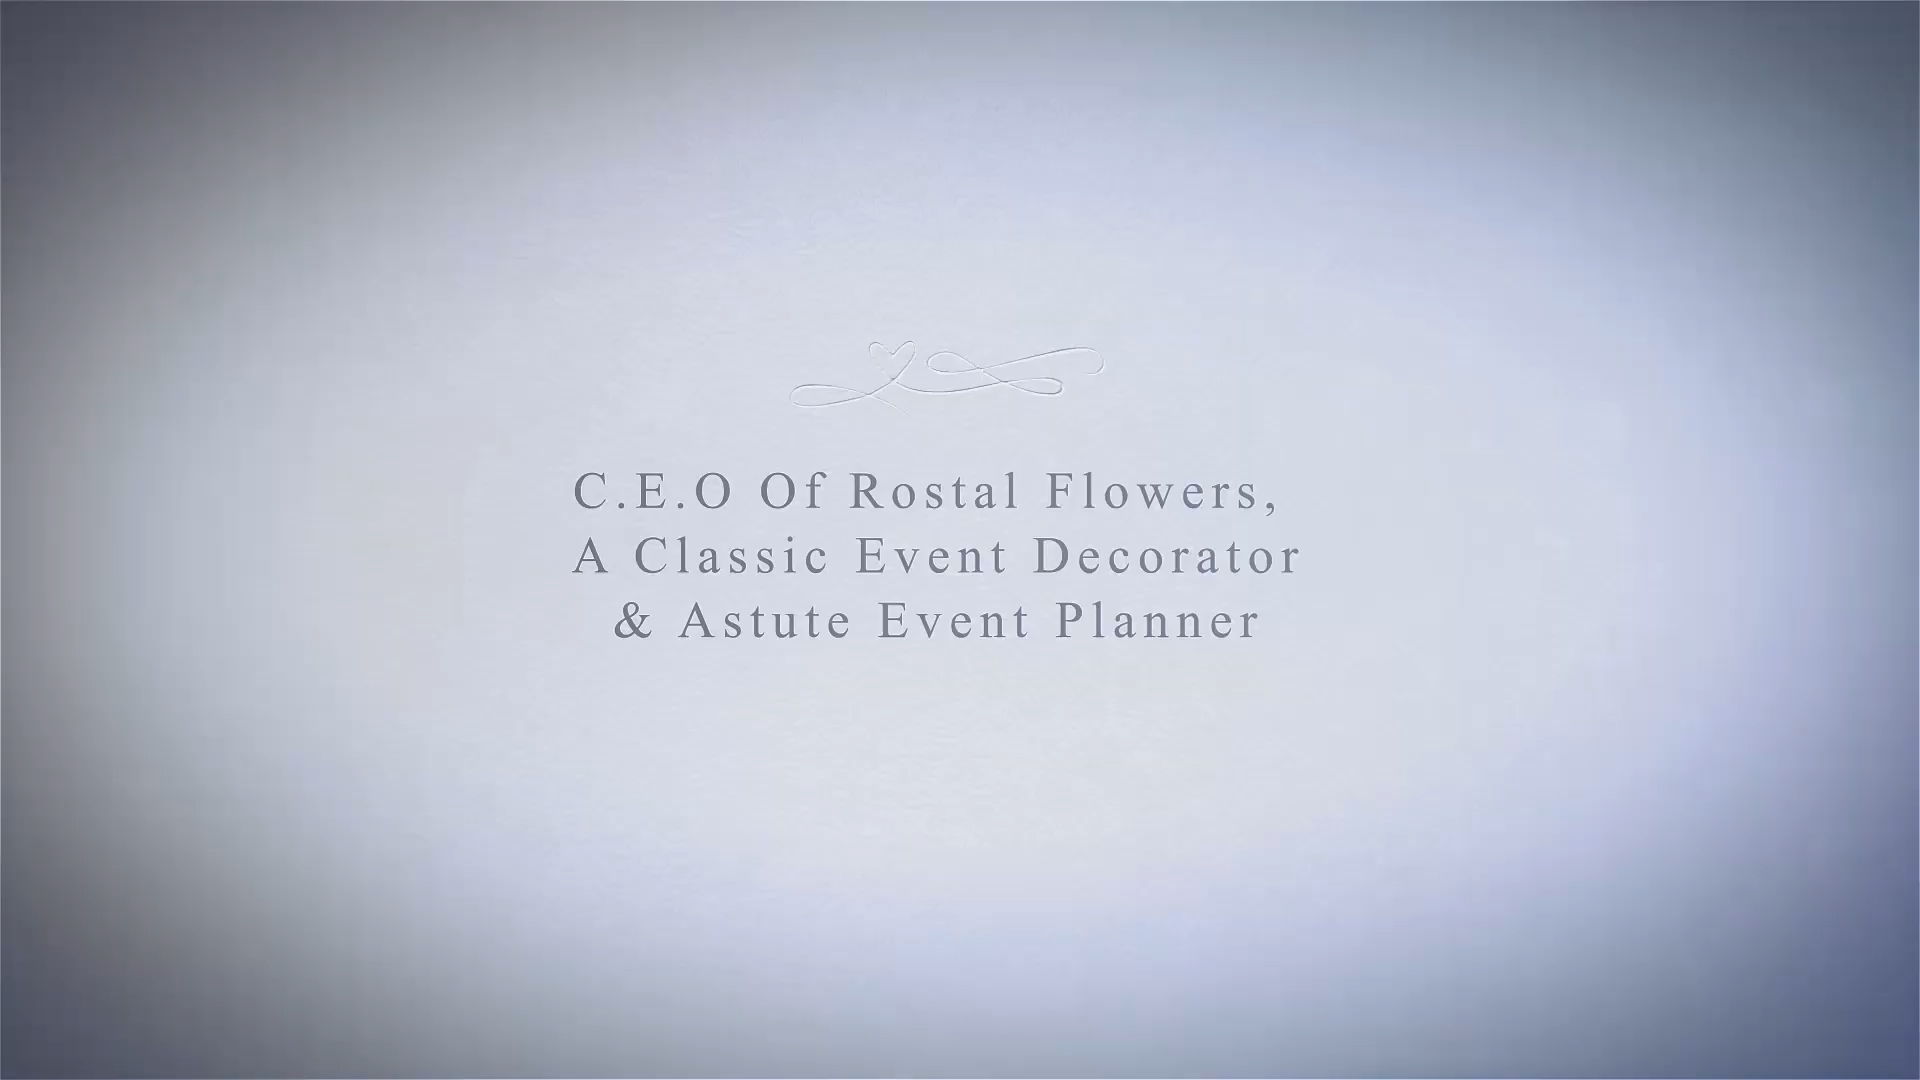 C.E.O Of Rostal Flowers,
A Classic Event Decorator
& Astute Event Planner